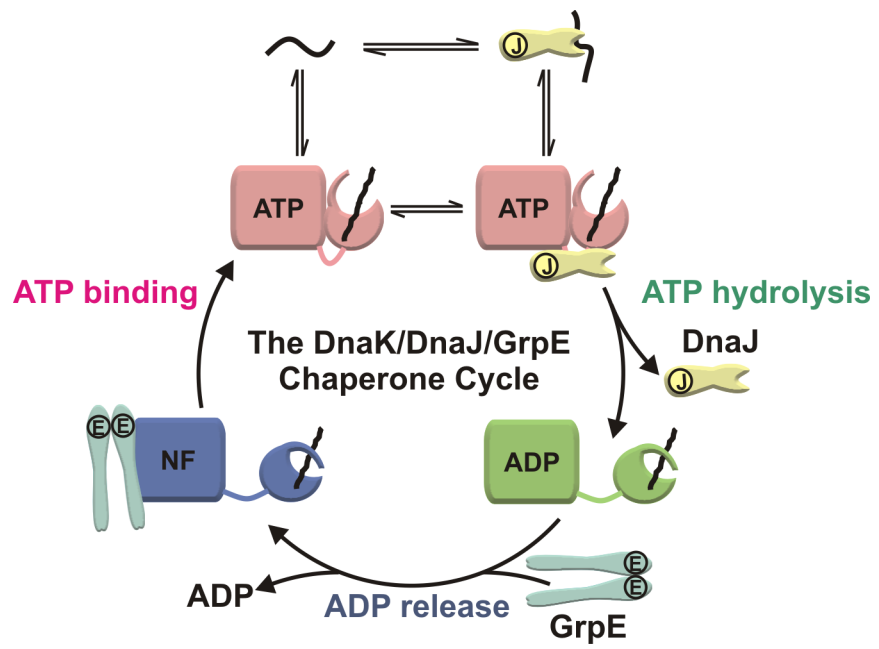 J
ATP
ATP
J
ATP binding
ATP hydrolysis
The DnaK/DnaJ/GrpE
Chaperone Cycle
DnaJ
J
E E
NF
ADP
ADP
ADP release
E
E
GrpE